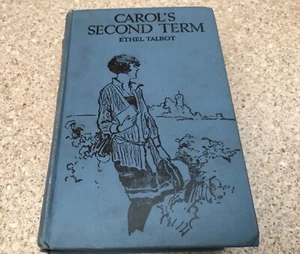 CAROL'S
SECOND TERM
ETHEL TALBOT